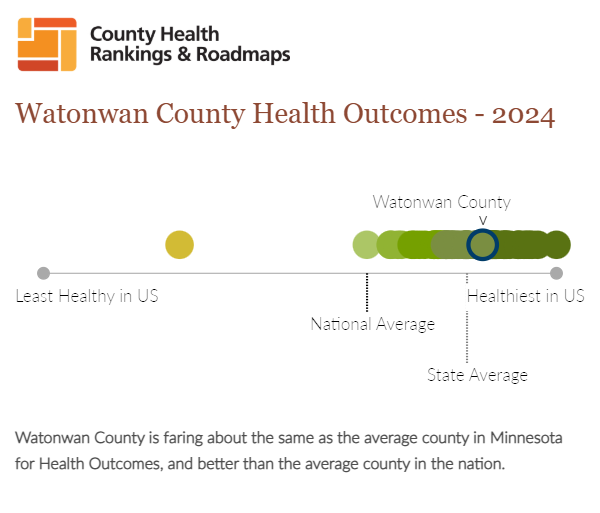 County Health
Rankings & Roadmaps
Watonwan County Health Outcomes - 2024
Watonwan County
v
Least Healthy in US
Healthiest in US
National Average
State Average
Watonwan County is faring about the same as the average county in Minnesota
for Health Outcomes, and better than the average county in the nation.